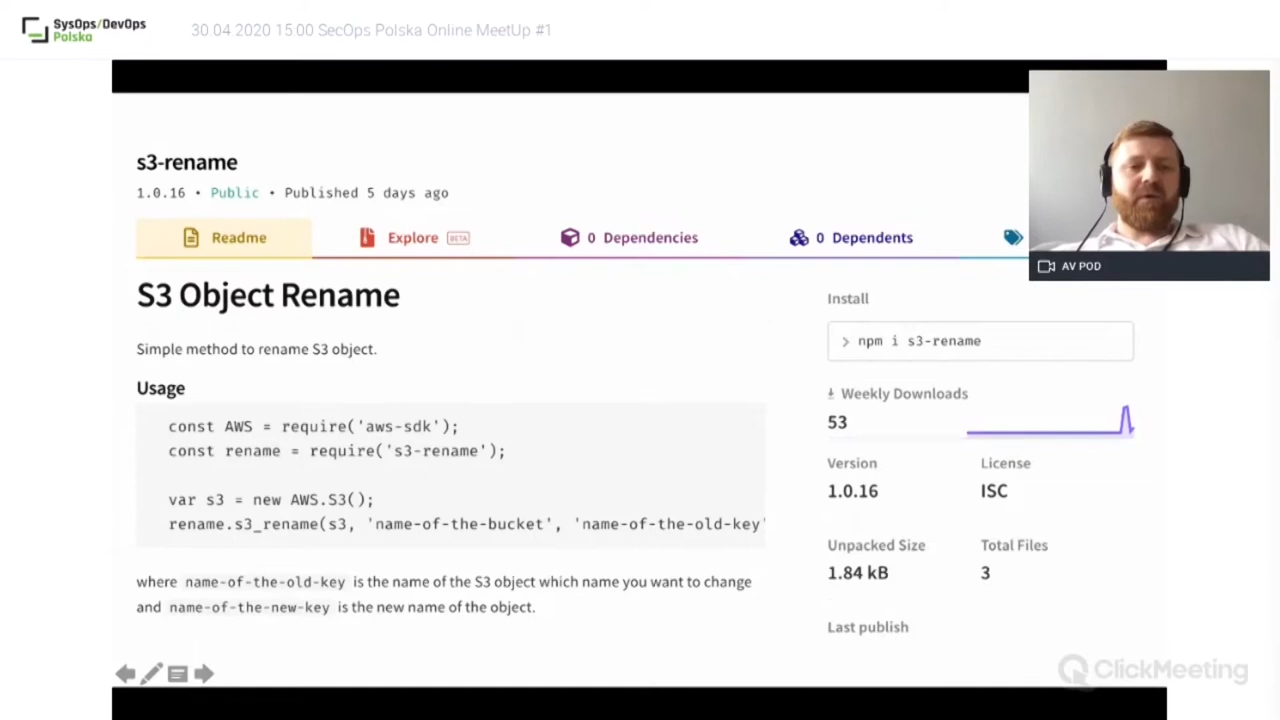 SysOps/DevOps
Polska
30.04 2020 15:00 SecOps Polska Online MeetUp #1
s3-rename
1.0.16 • Public • Published 5 days ago
Readme
Explore BETA
0 Dependencies
0 Dependents
AV POD
S3 Object Rename
Simple method to rename S3 object.
Usage
const AWS = require('aws-sdk');
const rename = require('s3-rename');
var s3 = new AWS.S3();
rename.s3_rename(s3, 'name-of-the-bucket', 'name-of-the-old-key'
where name-of-the-old-key is the name of the S3 object which name you want to change
and name-of-the-new-key is the new name of the object.
Install
> npm i s3-rename
Weekly Downloads
53
Version
License
1.0.16
ISC
Unpacked Size
Total Files
1.84 kB
3
Last publish
ClickMeeting